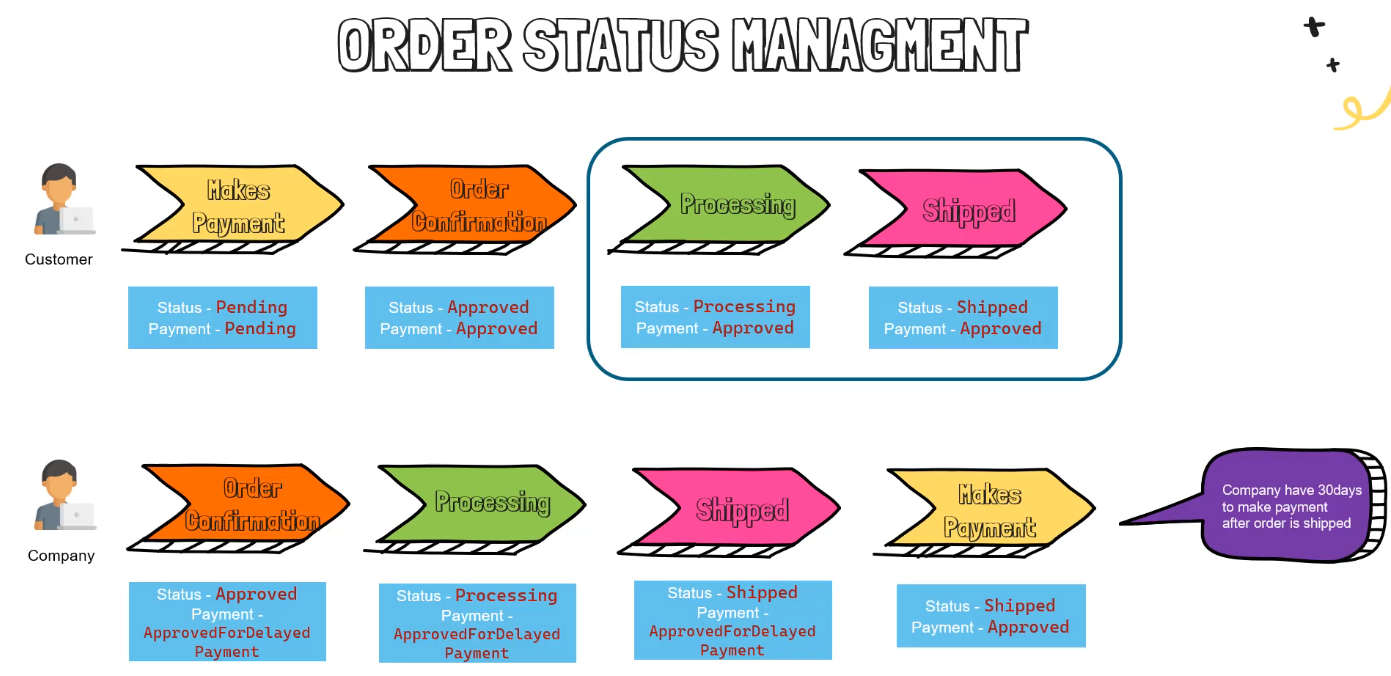 ORDER STATUS MANAGMENT
Customer
Makes
Payment
Order
Confirmation
Processing
Shipped
Status - Pending
Payment - Pending
Status - Approved
Payment - Approved
Status - Processing
Payment - Approved
Status - Shipped
Payment - Approved
Company
Order
Confirmation
Processing
Shipped
Makes
Payment
Company have 30days
to make payment
after order is shipped
Status - Approved
Payment -
ApprovedForDelayed
Payment
Status - Processing
Payment -
ApprovedForDelayed
Payment
Status - Shipped
Payment -
ApprovedForDelayed
Payment
Status - Shipped
Payment - Approved